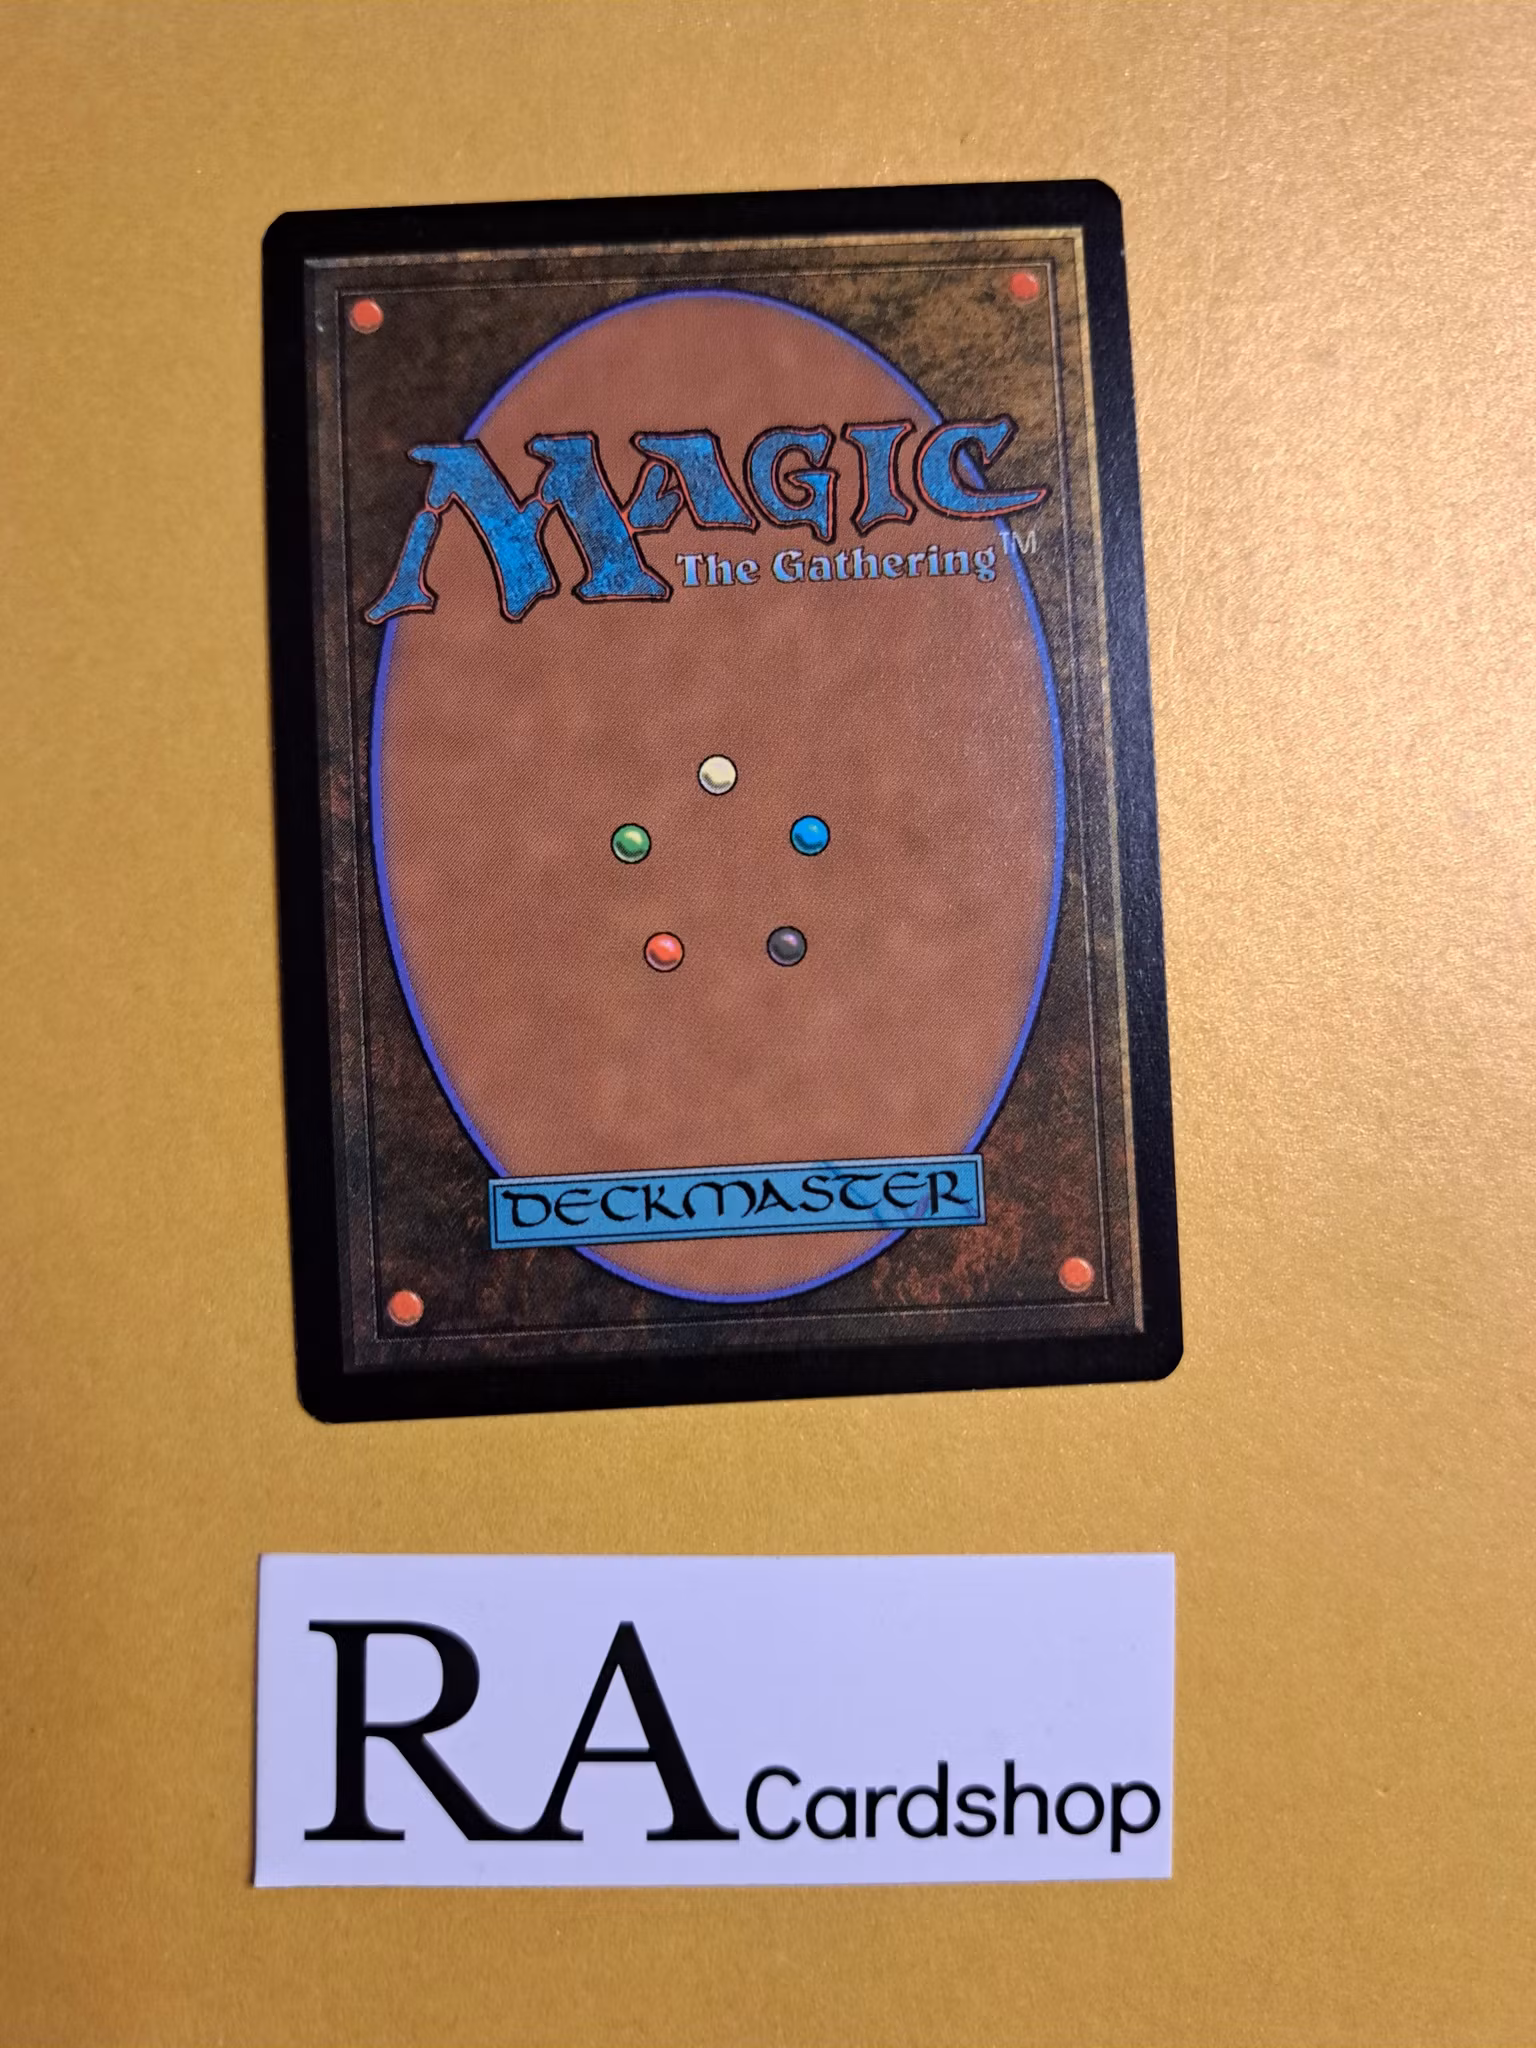 MAGIC
The Gathering™
DECKMASTER
RA Cardshop